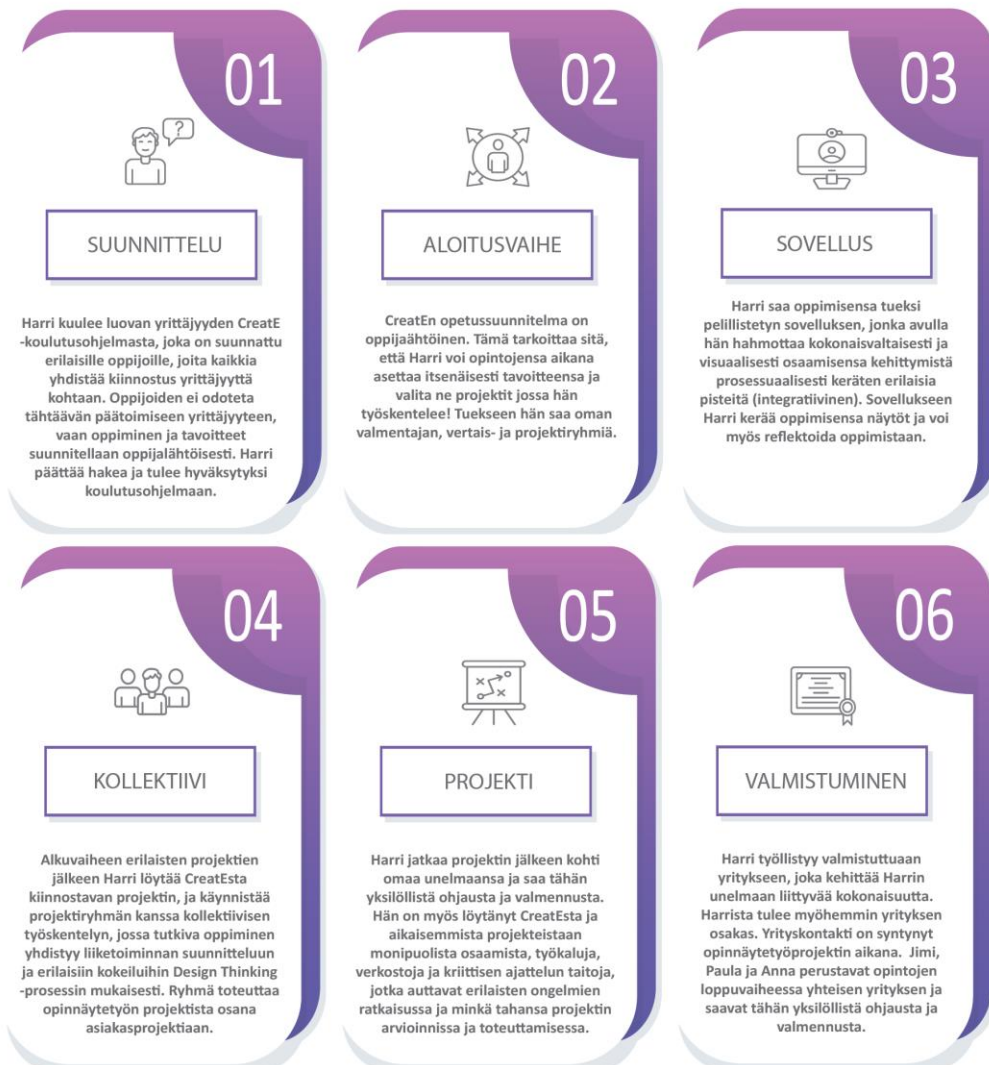 01
?
SUUNNITTELU
Harri kuulee luovan yrittäjyyden CreatE
-koulutusohjelmasta, joka on suunnattu
erilaisille oppijoille, joita kaikkia
yhdistää kiinnostus yrittäjyyttä
kohtaan. Oppijoiden ei odoteta
tähtäävän päätoimiseen yrittäjyyteen,
vaan oppiminen ja tavoitteet
suunnitellaan oppijalähtöisesti. Harri
päättää hakea ja tulee hyväksytyksi
koulutusohjelmaan.
02
ALOITUSVAIHE
CreatEn opetussuunnitelma on
oppijaähtöinen. Tämä tarkoittaa sitä,
että Harri voi opintojensa aikana
asettaa itsenäisesti tavoitteensa ja
valita ne projektit jossa hän
työskentelee! Tuekseen hän saa oman
valmentajan, vertais- ja projektiryhmiä.
03
SOVELLUS
Harri saa oppimisensa tueksi
pelillistetyn sovelluksen, jonka avulla
hän hahmottaa kokonaisvaltaisesti ja
visuaalisesti osaamisensa kehittymistä
prosessuaalisesti keräten erilaisia
pisteitä (integratiivinen). Sovellukseen
Harri kerää oppimisensa näytöt ja voi
myös reflektoida oppimistaan.
04
KOLLEKTIIVI
Alkuvaiheen erilaisten projektien
jälkeen Harri löytää CreatEsta
kiinnostavan projektin, ja käynnistää
projektiryhmän kanssa kollektiivisen
työskentelyn, jossa tutkiva oppiminen
yhdistyy liiketoiminnan suunnitteluun
ja erilaisiin kokeiluihin Design Thinking
-prosessin mukaisesti. Ryhmä toteuttaa
opinnäytetyön projektista osana
asiakasprojektiaan.
05
PROJEKTI
Harri jatkaa projektin jälkeen kohti
omaa unelmaansa ja saa tähän
yksilöllistä ohjausta ja valmennusta.
Hän on myös löytänyt CreatEsta ja
aikaisemmista projekteistaan
monipuolista osaamista, työkaluja,
verkostoja ja kriittisen ajattelun taitoja,
jotka auttavat erilaisten ongelmien
ratkaisussa ja minkä tahansa projektin
arvioinnissa ja toteuttamisessa.
06
VALMISTUMINEN
Harri työllistyy valmistuttuaan
yritykseen, joka kehittää Harrin
unelmaan liittyvää kokonaisuutta.
Harrista tulee myöhemmin yrityksen
osakas. Yrityskontakti on syntynyt
opinnäytetyöprojektin aikana. Jimi,
Paula ja Anna perustavat opintojen
loppuvaiheessa yhteisen yrityksen ja
saavat tähän yksilöllistä ohjausta ja
valmennusta.